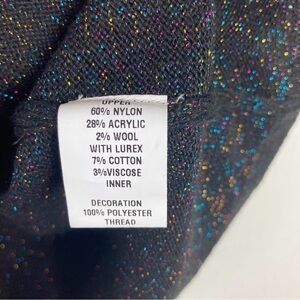 UPPER
60% NYLON
28% ACRYLIC
2% WOOL
WITH LUREX
7% COTTON
3%VISCOSE
INNER
DECORATION
100% POLYESTER
THREAD